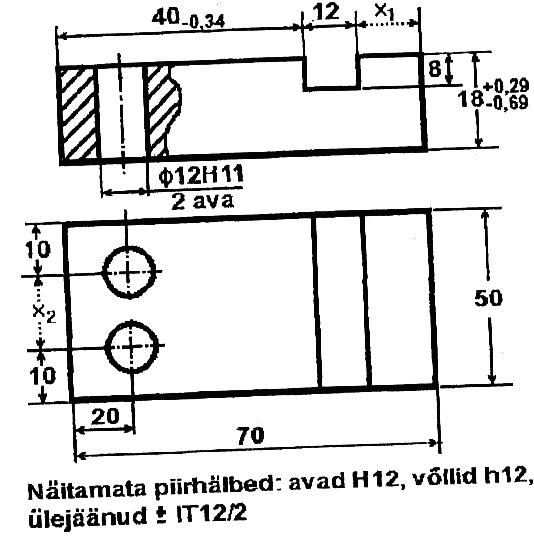 40-0,34
12
x1
8
18+0,29-0,69
ϕ12H11
2 ava
10
x2
10
50
20
70
Näitamata piirhälbed: avad H12, võllid h12,
ülejäänud ± IT12/2